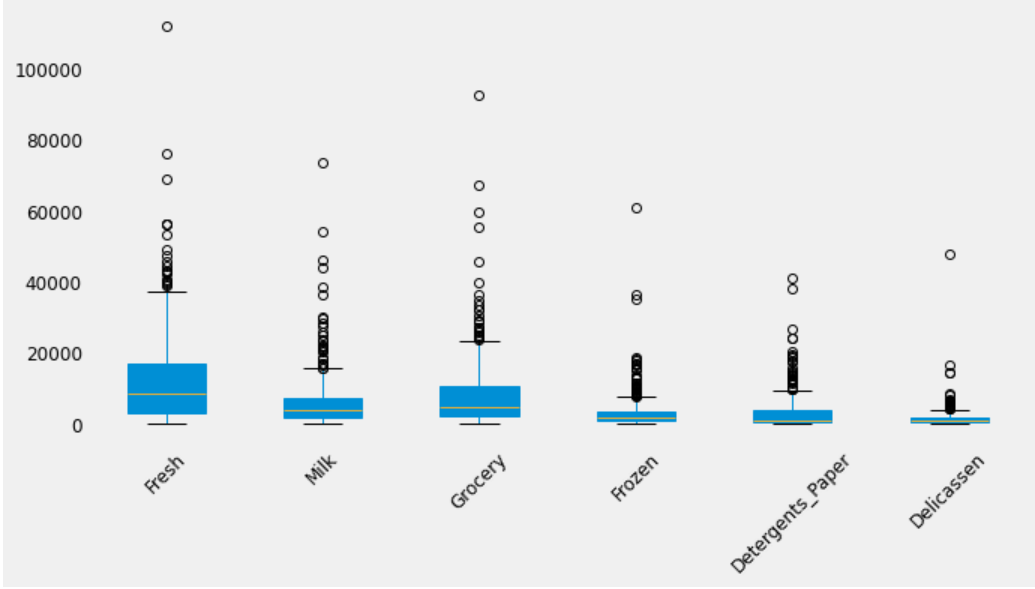 100000
80000
60000
40000
20000
0
Fresh
Milk
Grocery
Frozen
Detergents_Paper
Delicassen